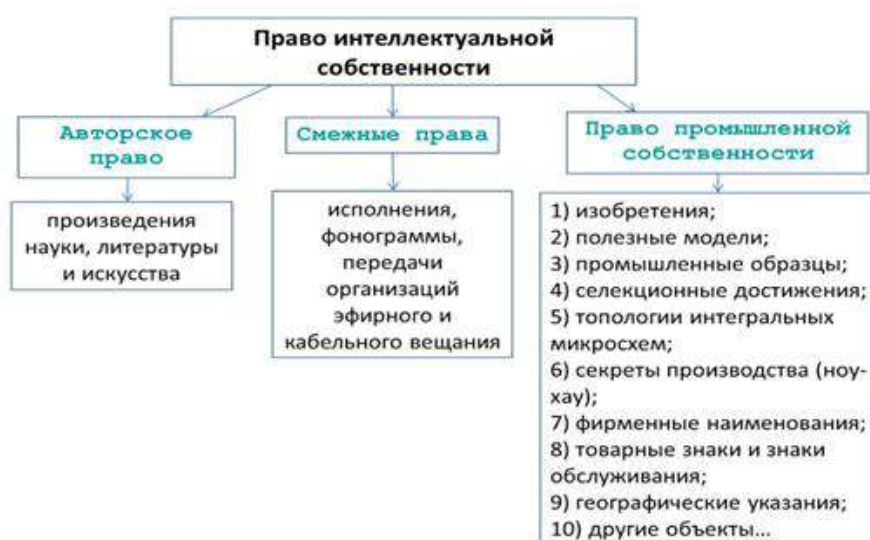 Право интеллектуальной
собственности
Авторское
право
Смежные права
Право промышленной
собственности
произведения
науки, литературы
и искусства
исполнения,
фонограммы,
передачи
организаций
эфирного и
кабельного вещания
1) изобретения;
2) полезные модели;
3) промышленные образцы;
4) селекционные достижения;
5) топологии интегральных
микросхем;
6) секреты производства (ноу-
хау);
7) фирменные наименования;
8) товарные знаки и знаки
обслуживания;
9) географические указания;
10) другие объекты...